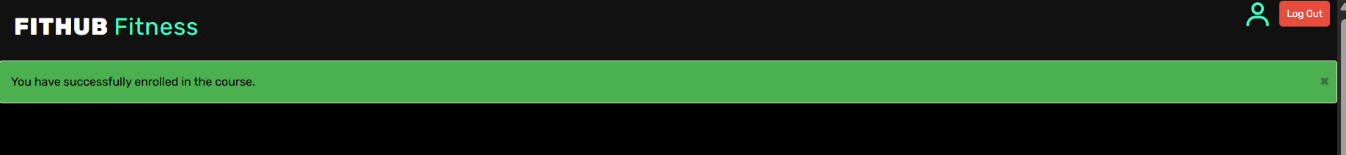 FITHUB Fitness
Log Out
You have successfully enrolled in the course.
×